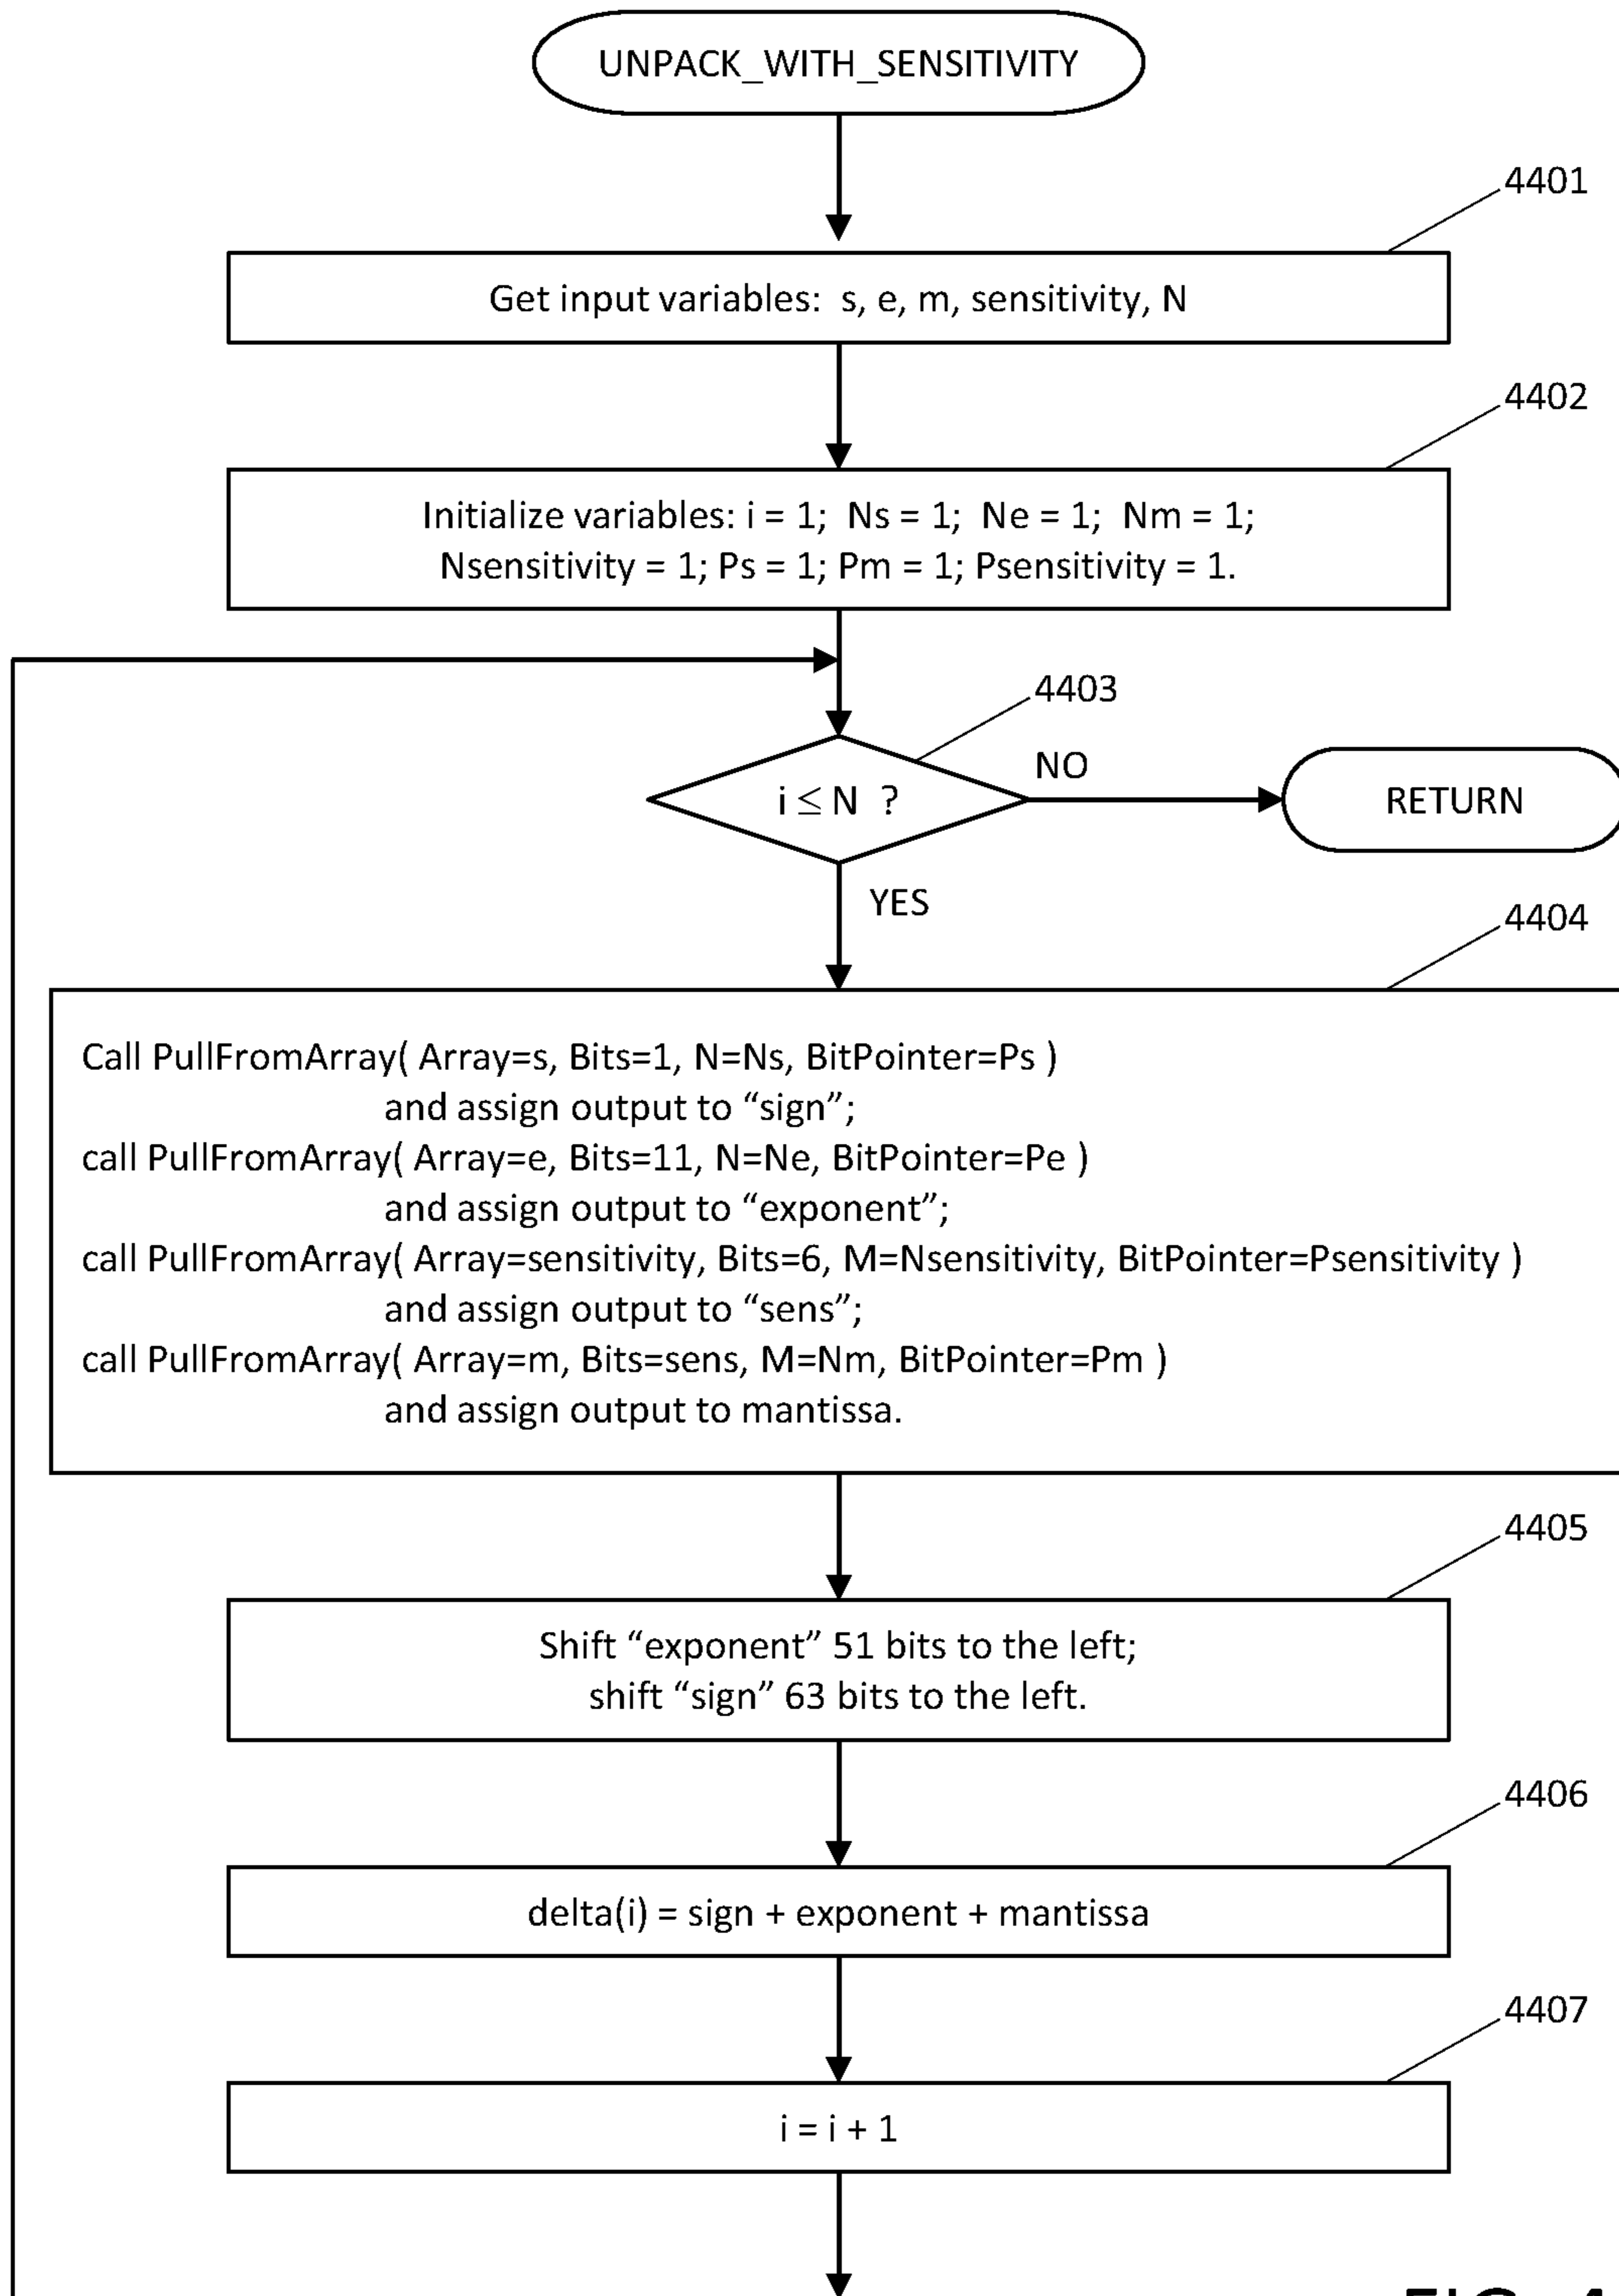 UNPACK_WITH_SENSITIVITY
4401
Get input variables:  s, e, m, sensitivity, N
4402
Initialize variables: i = 1;  Ns = 1;  Ne = 1;  Nm = 1;
Nsensitivity = 1; Ps = 1; Pm = 1; Psensitivity = 1.
4403
i ≤ N  ?
NO
RETURN
YES
4404
Call PullFromArray( Array=s, Bits=1, N=Ns, BitPointer=Ps )
and assign output to “sign”;
call PullFromArray( Array=e, Bits=11, N=Ne, BitPointer=Pe )
and assign output to “exponent”;
call PullFromArray( Array=sensitivity, Bits=6, M=Nsensitivity, BitPointer=Psensitivity )
and assign output to “sens”;
call PullFromArray( Array=m, Bits=sens, M=Nm, BitPointer=Pm )
and assign output to mantissa.
4405
Shift “exponent” 51 bits to the left;
shift “sign” 63 bits to the left.
4406
delta(i) = sign + exponent + mantissa
4407
i = i + 1